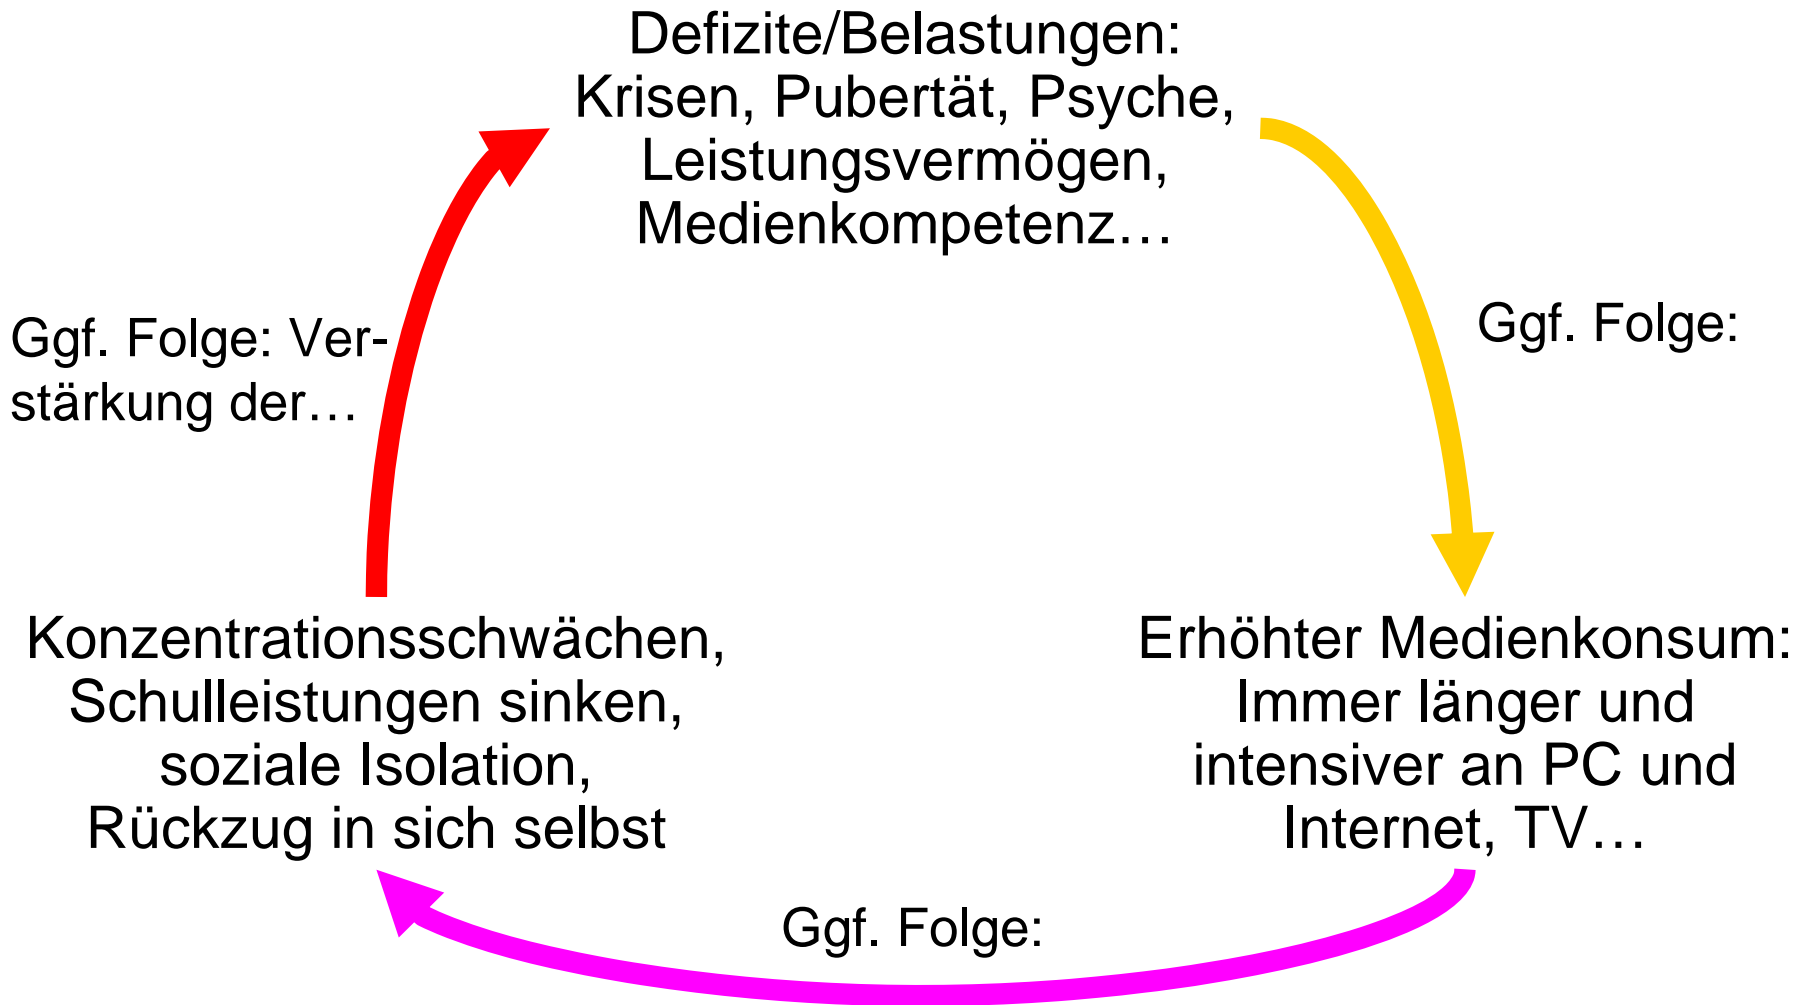 Defizite/Belastungen:
Krisen, Pubertät, Psyche,
Leistungsvermögen,
Medienkompetenz…
Ggf. Folge:
Ggf. Folge: Ver-
stärkung der…
Erhöhter Medienkonsum:
Immer länger und
intensiver an PC und
Internet, TV…
Konzentrationsschwächen,
Schulleistungen sinken,
soziale Isolation,
Rückzug in sich selbst
Ggf. Folge: